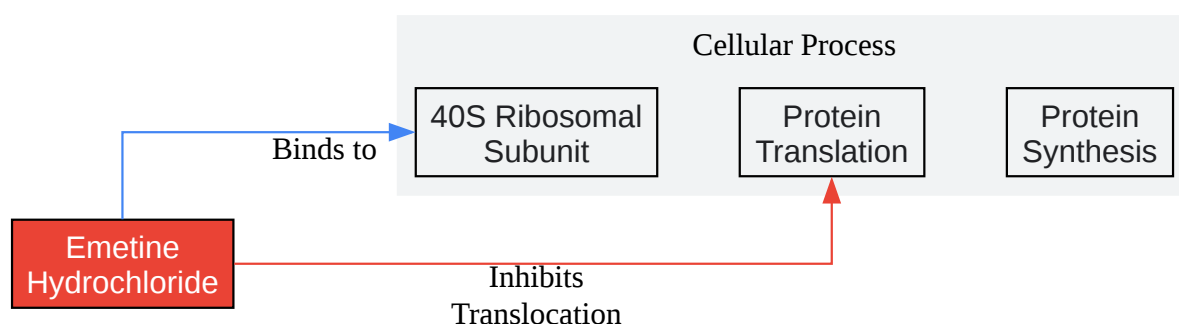 Cellular Process
40S Ribosomal
Subunit
Protein
Translation
Protein
Synthesis
Binds to
Emetine
Hydrochloride
Inhibits
Translocation